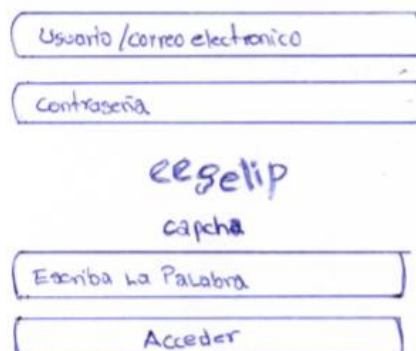 Usuario /correo electronico
contraseña
eegelip
capcha
Escriba La Palabra
Acceder